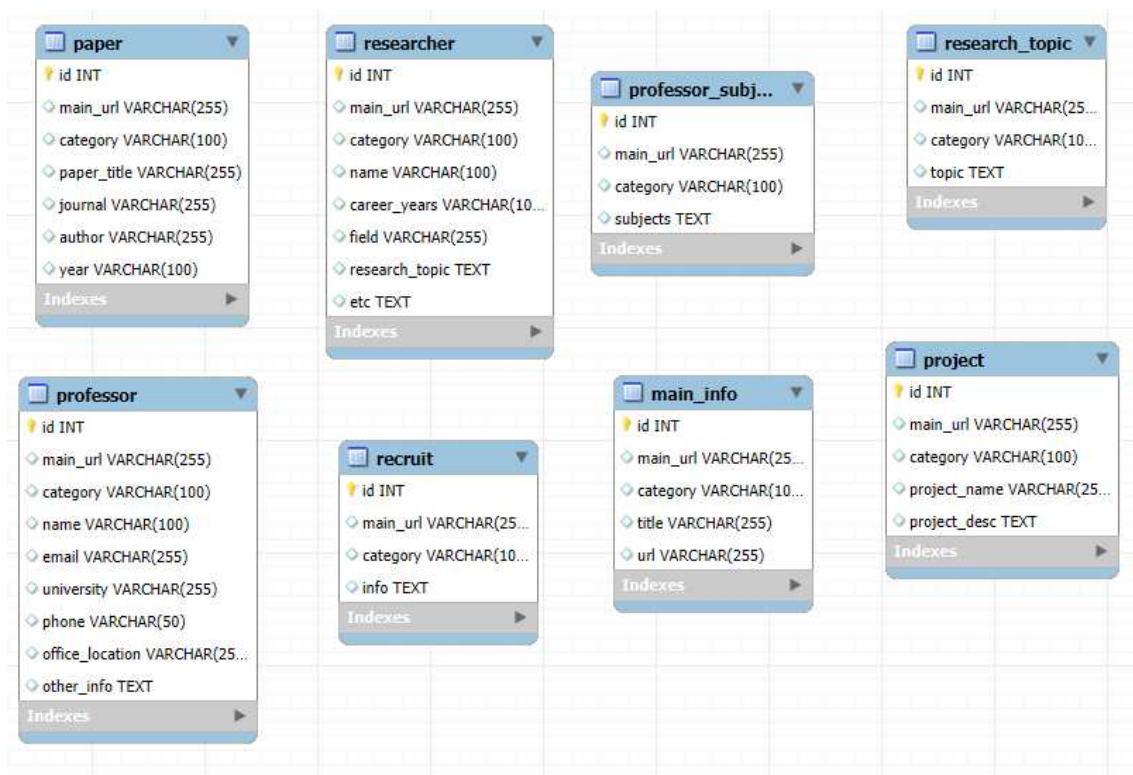 paper
id INT
main_url VARCHAR(255)
category VARCHAR(100)
paper_title VARCHAR(255)
journal VARCHAR(255)
author VARCHAR(255)
year VARCHAR(100)
Indexes
researcher
id INT
main_url VARCHAR(255)
category VARCHAR(100)
name VARCHAR(100)
career_years VARCHAR(10...
field VARCHAR(255)
research_topic TEXT
etc TEXT
Indexes
professor_subj...
id INT
main_url VARCHAR(255)
category VARCHAR(100)
subjects TEXT
Indexes
research_topic
id INT
main_url VARCHAR(25...
category VARCHAR(10...
topic TEXT
Indexes
professor
id INT
main_url VARCHAR(255)
category VARCHAR(100)
name VARCHAR(100)
email VARCHAR(255)
university VARCHAR(255)
phone VARCHAR(50)
office_location VARCHAR(25...
other_info TEXT
Indexes
recruit
id INT
main_url VARCHAR(25...
category VARCHAR(10...
info TEXT
Indexes
main_info
id INT
main_url VARCHAR(25...
category VARCHAR(10...
title VARCHAR(255)
url VARCHAR(255)
Indexes
project
id INT
main_url VARCHAR(255)
category VARCHAR(100)
project_name VARCHAR(25...
project_desc TEXT
Indexes